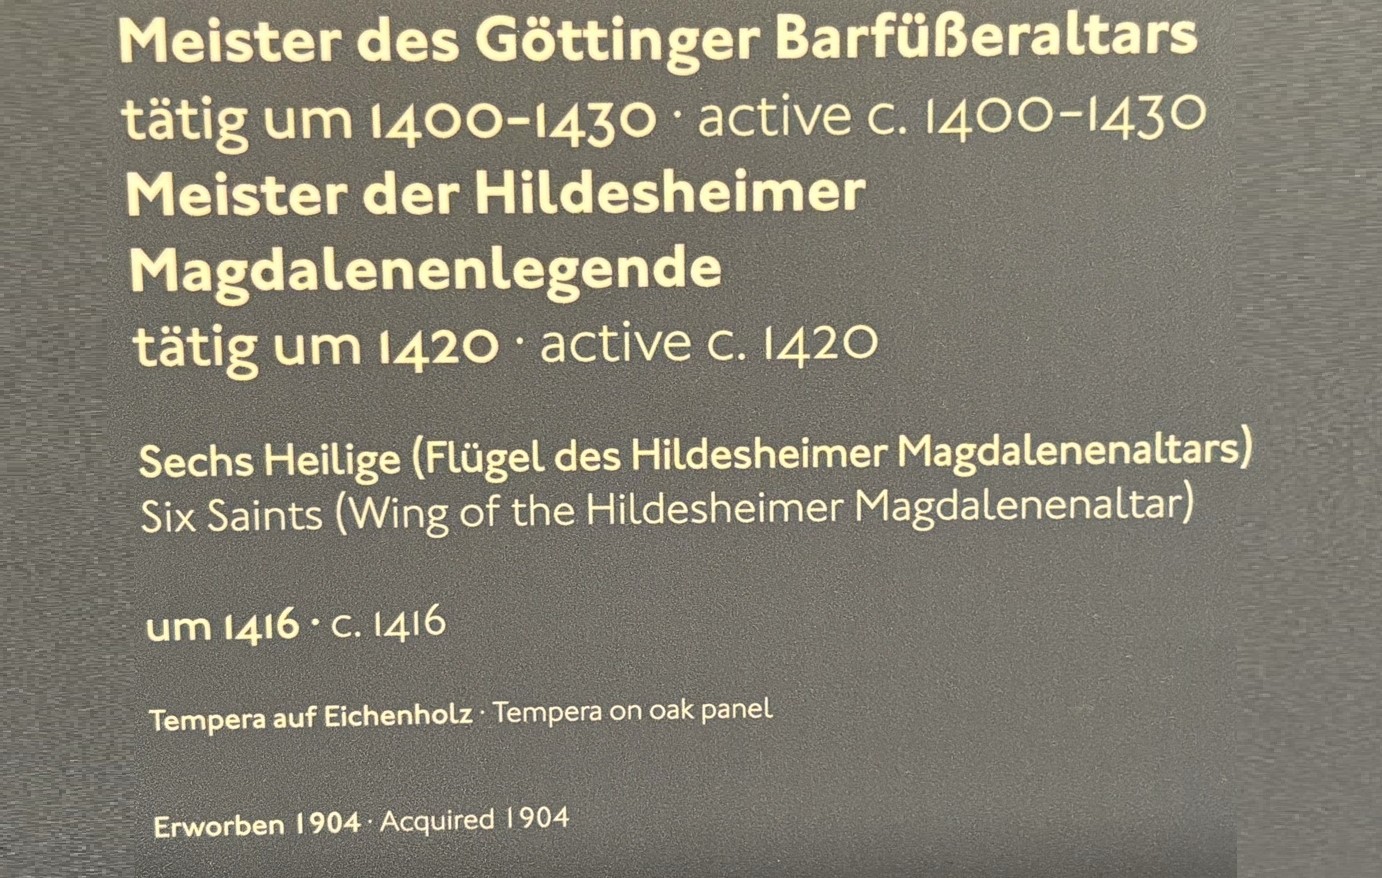 Meister des Göttinger Barfüßeraltars
tätig um 1400–1430 · active c. 1400–1430
Meister der Hildesheimer
Magdalenenlegende
tätig um 1420 · active c. 1420
Sechs Heilige (Flügel des Hildesheimer Magdalenenaltars)
Six Saints (Wing of the Hildesheimer Magdalenenaltar)
um 1416 · c. 1416
Tempera auf Eichenholz · Tempera on oak panel
Erworben 1904 · Acquired 1904